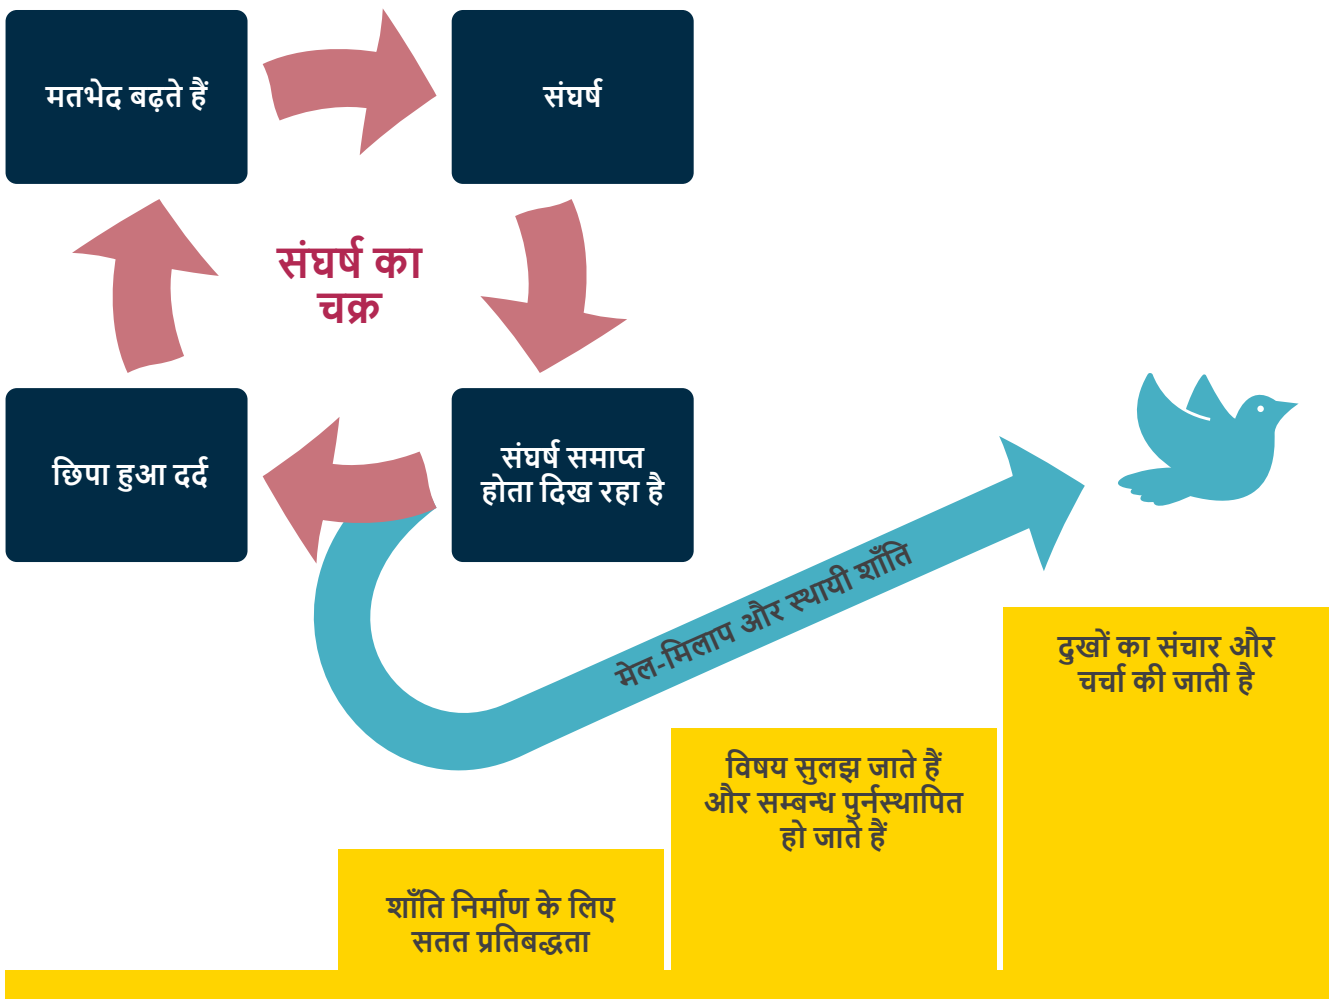 मतभेद बढ़ते हैं
संघर्ष
संघर्ष का
चक्र
छिपा हुआ दर्द
संघर्ष समाप्त
होता दिख रहा है
मेल-मिलाप और स्थायी शाँति
दुखों का संचार और
चर्चा की जाती है
विषय सुलझ जाते हैं
और सम्बन्ध पुर्नस्थापित
हो जाते हैं
शाँति निर्माण के लिए
सतत प्रतिबद्धता